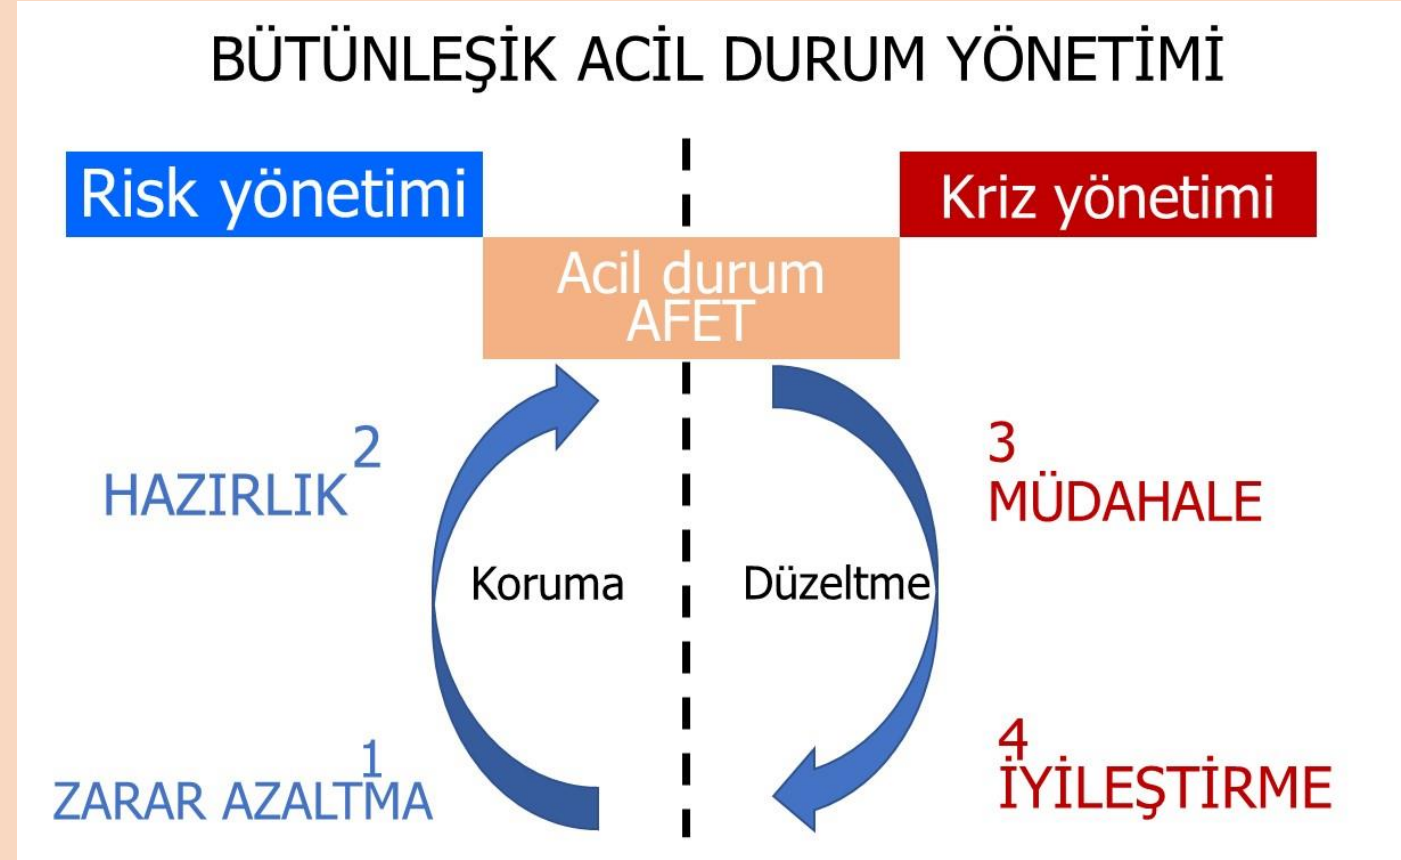 BÜTÜNLEŞİK ACİL DURUM YÖNETİMİ
Risk yönetimi
Kriz yönetimi
Acil durum
AFET
2
HAZIRLIK
3
MÜDAHALE
Koruma
Düzeltme
1
ZARAR AZALTMA
4
İYİLEŞTİRME